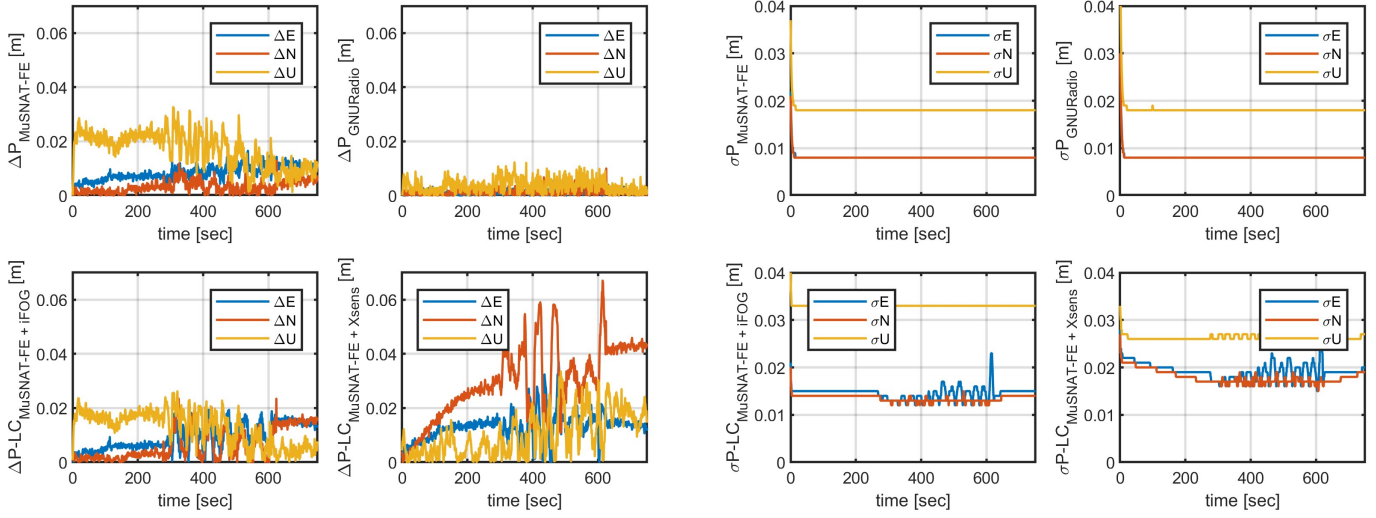 ΔP_MuSNAT-FE [m]
0.06
0.04
0.02
0
0 200 400 600
time [sec]
ΔE
ΔN
ΔU
ΔP_GNURadio [m]
0.06
0.04
0.02
0
0 200 400 600
time [sec]
ΔE
ΔN
ΔU
σP_MuSNAT-FE [m]
0.04
0.03
0.02
0.01
0
0 200 400 600
time [sec]
σE
σN
σU
σP_GNURadio [m]
0.04
0.03
0.02
0.01
0
0 200 400 600
time [sec]
σE
σN
σU
ΔP-LC_MuSNAT-FE + iFOG [m]
0.06
0.04
0.02
0
0 200 400 600
time [sec]
ΔE
ΔN
ΔU
ΔP-LC_MuSNAT-FE + Xsens [m]
0.06
0.04
0.02
0
0 200 400 600
time [sec]
ΔE
ΔN
ΔU
σP-LC_MuSNAT-FE + iFOG [m]
0.04
0.03
0.02
0.01
0
0 200 400 600
time [sec]
σE
σN
σU
σP-LC_MuSNAT-FE + Xsens [m]
0.04
0.03
0.02
0.01
0
0 200 400 600
time [sec]
σE
σN
σU